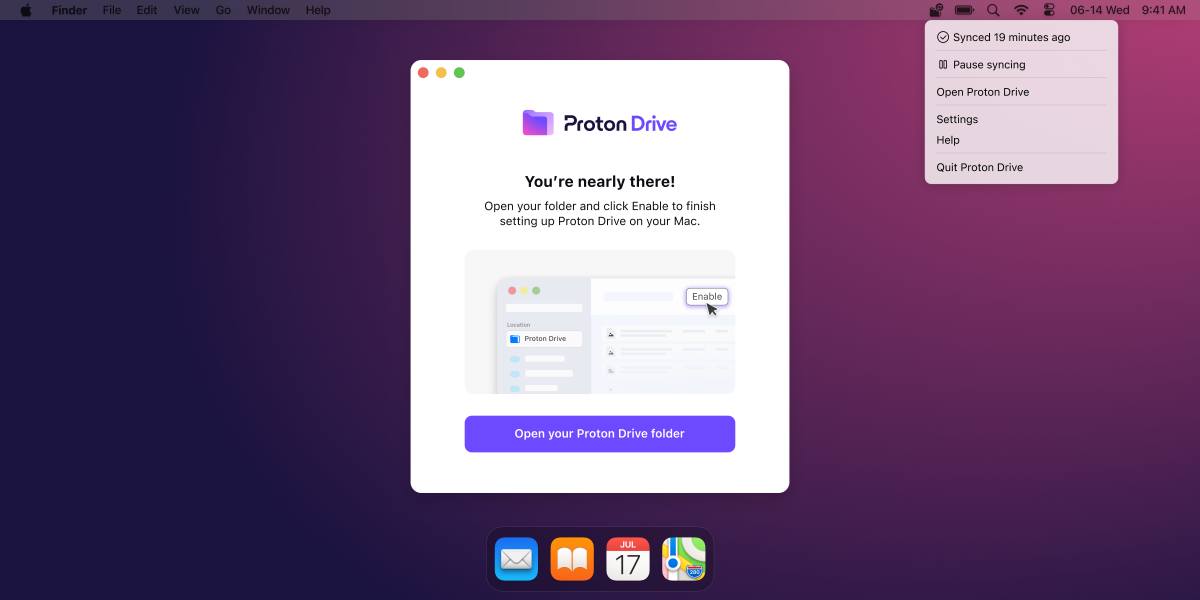 Finder File Edit View Go Window Help
06-14 Wed 9:41 AM
Synced 19 minutes ago
Pause syncing
Open Proton Drive
Settings
Help
Quit Proton Drive
Proton Drive
You’re nearly there!
Open your folder and click Enable to finish
setting up Proton Drive on your Mac.
Enable
Location
Proton Drive
Open your Proton Drive folder
JUL
17
280